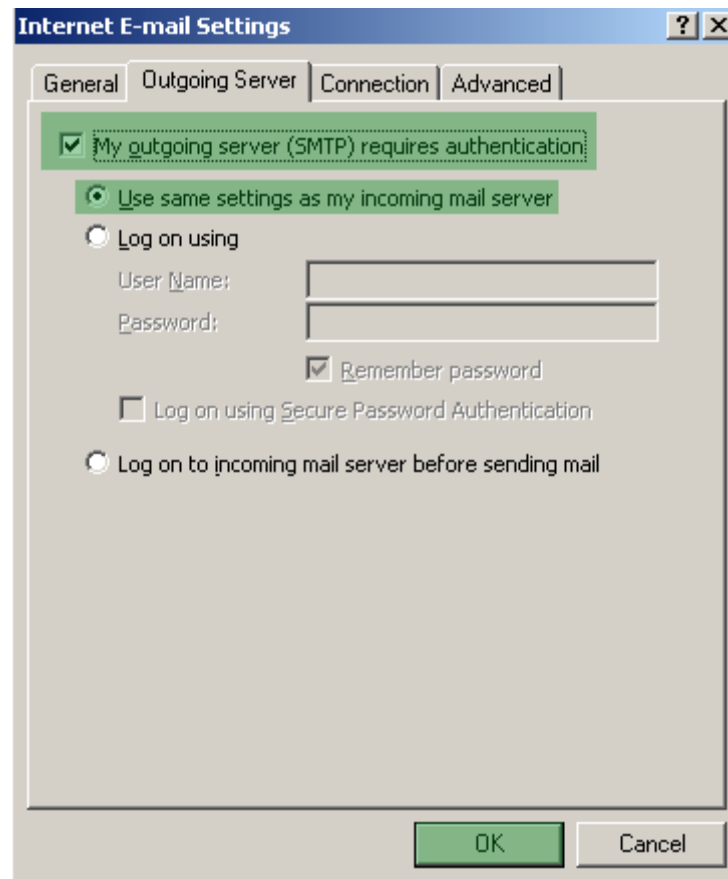 Internet E-mail Settings
General Outgoing Server Connection Advanced
My outgoing server (SMTP) requires authentication
Use same settings as my incoming mail server
Log on using
User Name:
Password:
Remember password
Log on using Secure Password Authentication
Log on to incoming mail server before sending mail
OK Cancel